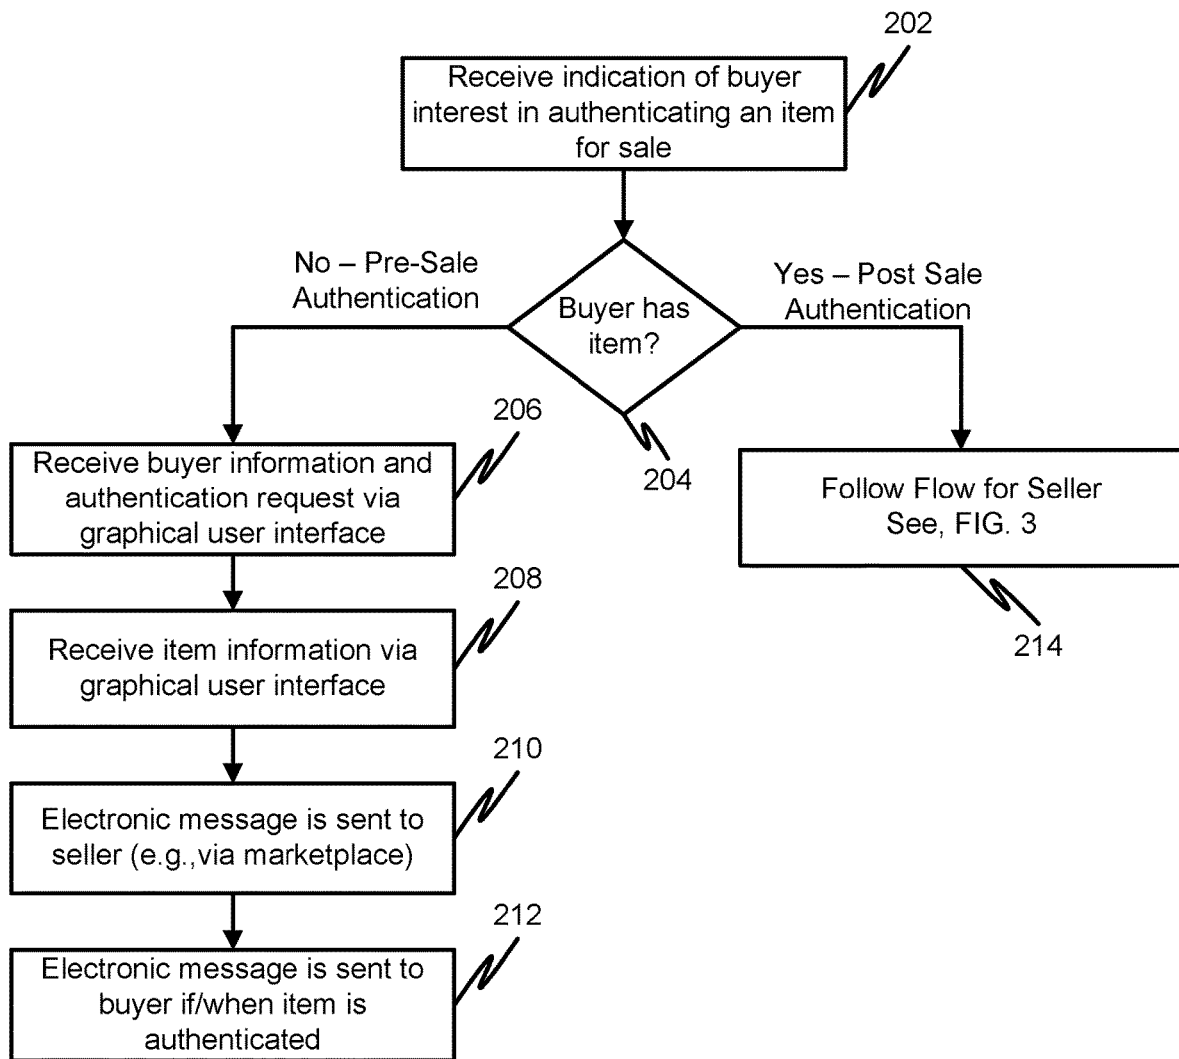 202
Receive indication of buyer
interest in authenticating an item
for sale
No – Pre-Sale
Authentication
Yes – Post Sale
Authentication
Buyer has
item?
204
206
Receive buyer information and
authentication request via
graphical user interface
Follow Flow for Seller
See, FIG. 3
214
208
Receive item information via
graphical user interface
210
Electronic message is sent to
seller (e.g.,via marketplace)
212
Electronic message is sent to
buyer if/when item is
authenticated